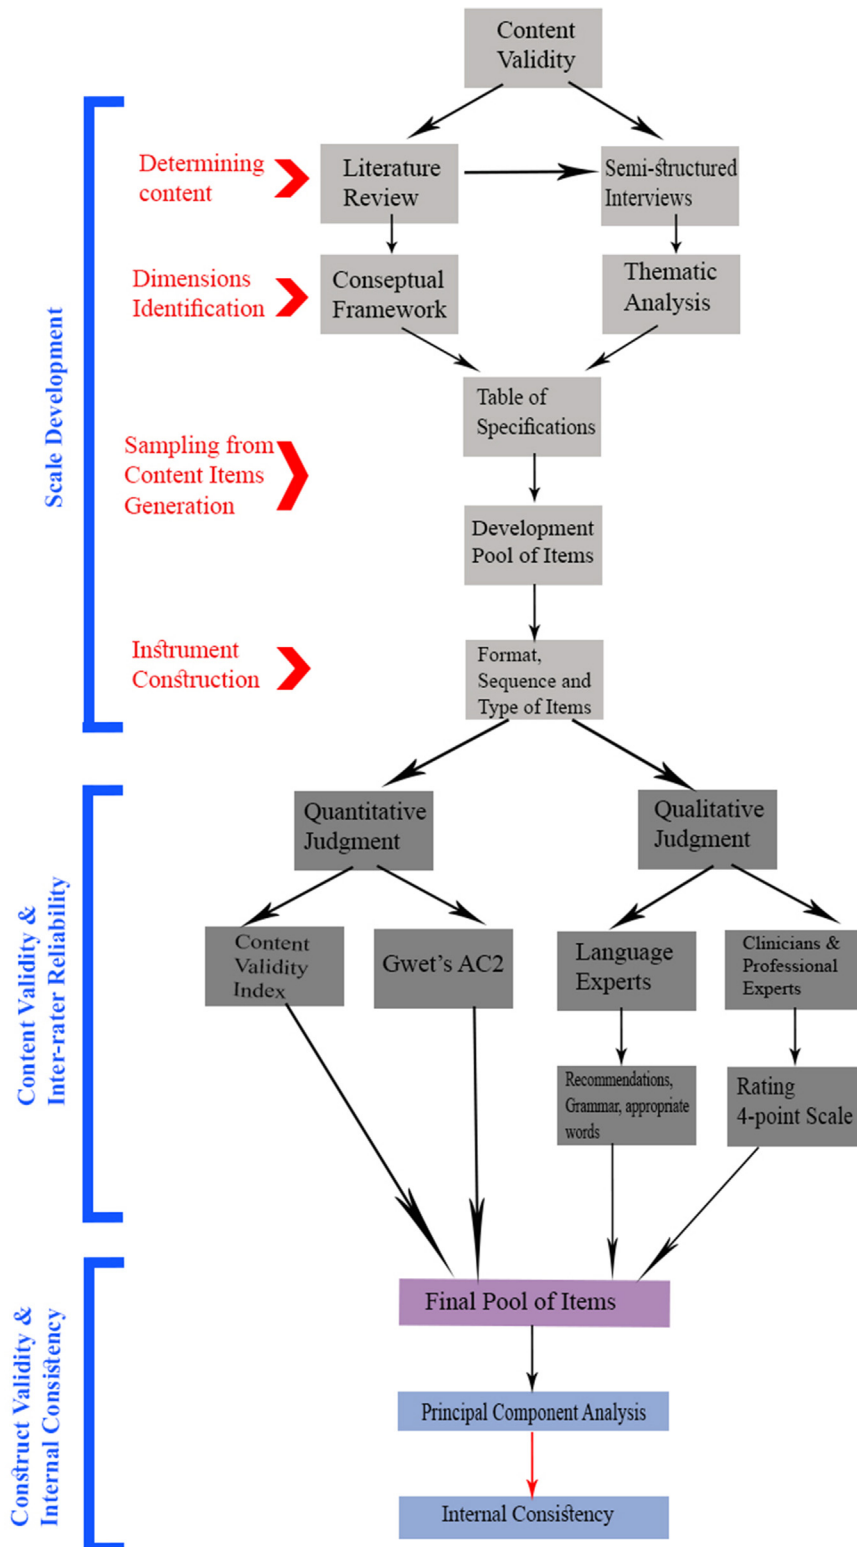 Content
Validity
Determining
content
Literature
Review
Semi-structured
Interviews
Dimensions
Identification
Conseptual
Framework
Thematic
Analysis
Scale Development
Table of
Specifications
Sampling from
Content Items
Generation
Development
Pool of Items
Instrument
Construction
Format,
Sequence and
Type of Items
Content Validity &
Inter-rater Reliability
Quantitative
Judgment
Qualitative
Judgment
Content
Validity
Index
Gwet's AC2
Language
Experts
Clinicians &
Professional
Experts
Recommendations,
Grammar, appropriate
words
Rating
4-point Scale
Construct Validity &
Internal Consistency
Final Pool of Items
Principal Component Analysis
Internal Consistency